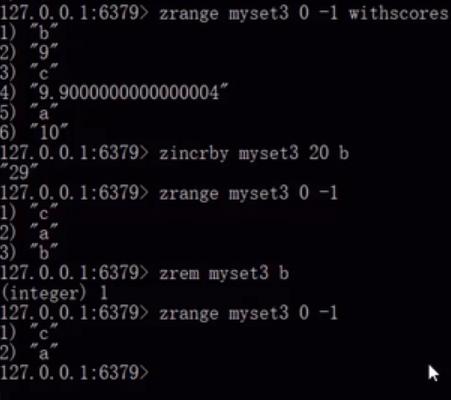 127.0.0.1:6379> zrange myset3 0 -1 withscores
1) "b"
2) "9"
3) "c"
4) "9.9000000000000004"
5) "a"
6) "10"
127.0.0.1:6379> zincrby myset3 20 b
"29"
127.0.0.1:6379> zrange myset3 0 -1
1) "c"
2) "a"
3) "b"
127.0.0.1:6379> zrem myset3 b
(integer) 1
127.0.0.1:6379> zrange myset3 0 -1
1) "c"
2) "a"
127.0.0.1:6379>